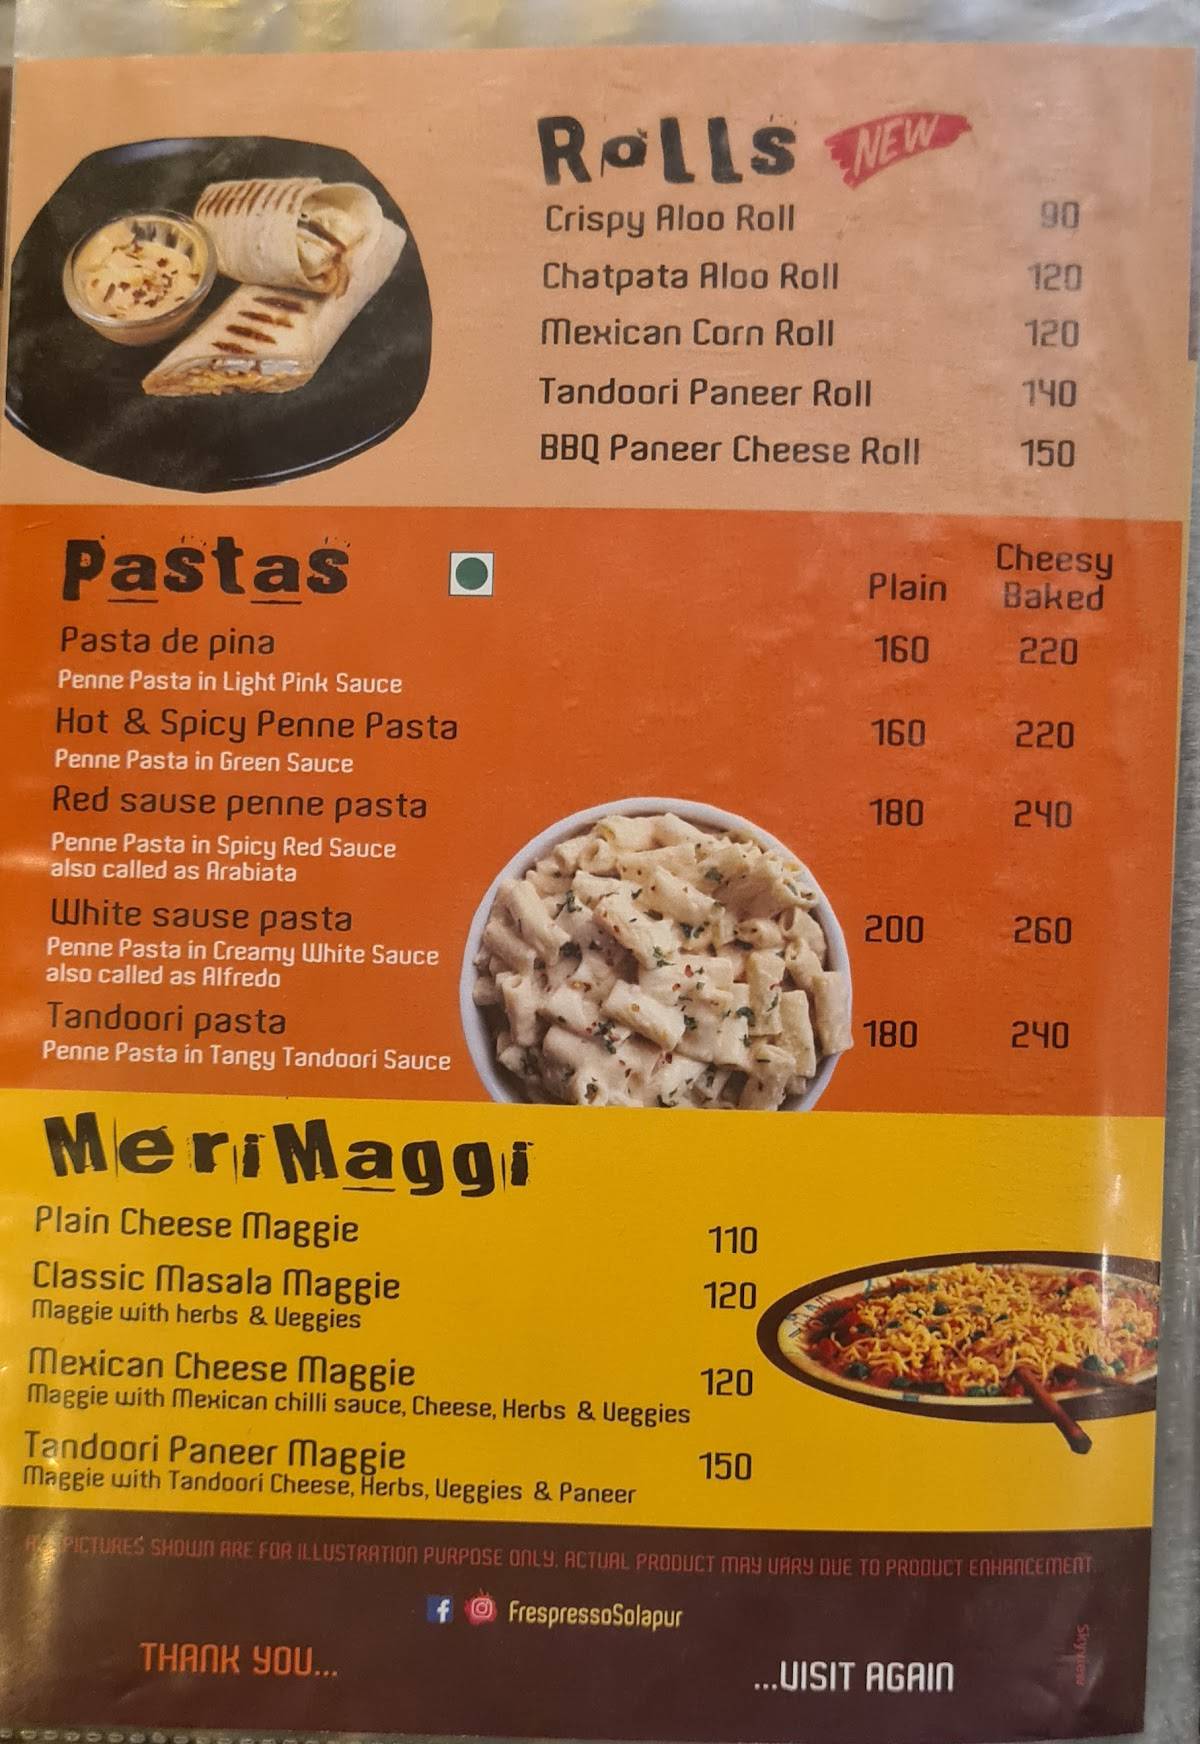 Rolls NEW
Crispy Aloo Roll 90
Chatpata Aloo Roll 120
Mexican Corn Roll 120
Tandoori Paneer Roll 140
BBQ Paneer Cheese Roll 150
Pastas
Plain Cheesy Baked
Pasta de pina 160 220
Penne Pasta in Light Pink Sauce
Hot & Spicy Penne Pasta 160 220
Penne Pasta in Green Sauce
Red sause penne pasta 180 240
Penne Pasta in Spicy Red Sauce
also called as Arabiata
White sause pasta 200 260
Penne Pasta in Creamy White Sauce
also called as Alfredo
Tandoori pasta 180 240
Penne Pasta in Tangy Tandoori Sauce
MeriMaggi
Plain Cheese Maggie 110
Classic Masala Maggie 120
Maggie with herbs & Veggies
Mexican Cheese Maggie 120
Maggie with Mexican chilli sauce, Cheese, Herbs & Veggies
Tandoori Paneer Maggie 150
Maggie with Tandoori Cheese, Herbs, Veggies & Paneer
PICTURES SHOWN ARE FOR ILLUSTRATION PURPOSE ONLY. ACTUAL PRODUCT MAY VARY DUE TO PRODUCT ENHANCEMENT.
FrespressoSolapur
THANK YOU...
...VISIT AGAIN